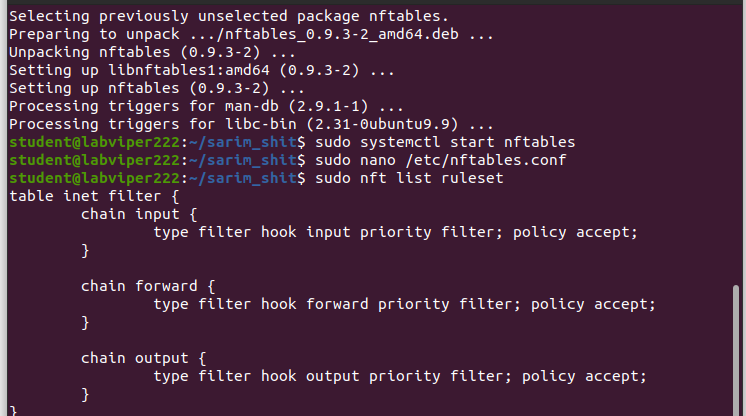 Selecting previously unselected package nftables.
Preparing to unpack .../nftables_0.9.3-2_amd64.deb ...
Unpacking nftables (0.9.3-2) ...
Setting up libnftables1:amd64 (0.9.3-2) ...
Setting up nftables (0.9.3-2) ...
Processing triggers for man-db (2.9.1-1) ...
Processing triggers for libc-bin (2.31-0ubuntu9.9) ...
student@labviper222:~/sarim_shit$ sudo systemctl start nftables
student@labviper222:~/sarim_shit$ sudo nano /etc/nftables.conf
student@labviper222:~/sarim_shit$ sudo nft list ruleset
table inet filter {
        chain input {
                type filter hook input priority filter; policy accept;
        }

        chain forward {
                type filter hook forward priority filter; policy accept;
        }

        chain output {
                type filter hook output priority filter; policy accept;
        }
}